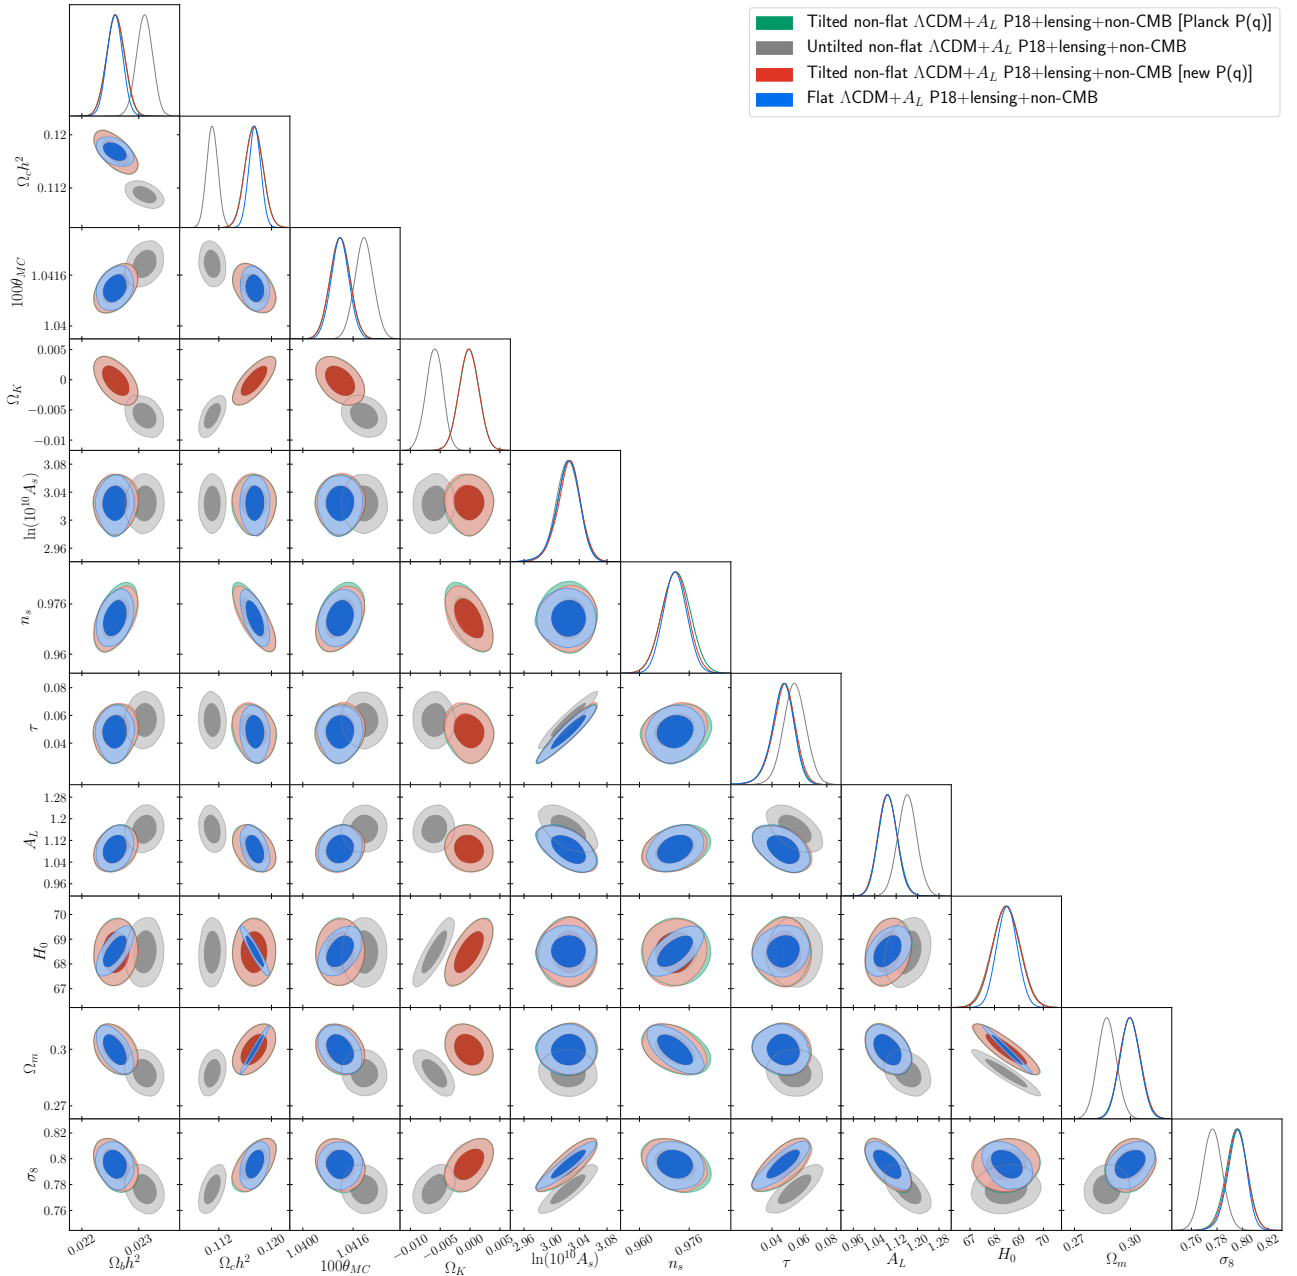 Tilted non-flat ΛCDM+A_L P18+lensing+non-CMB [Planck P(q)]
Untilted non-flat ΛCDM+A_L P18+lensing+non-CMB
Tilted non-flat ΛCDM+A_L P18+lensing+non-CMB [new P(q)]
Flat ΛCDM+A_L P18+lensing+non-CMB
0.12
0.112
Ω_c h²
1.0416
1.04
100θ_MC
0.005
0
−0.005
−0.01
Ω_K
3.08
3.04
3
2.96
ln(10¹⁰A_s)
0.976
0.96
n_s
0.08
0.06
0.04
τ
1.28
1.2
1.12
1.04
0.96
A_L
70
69
68
67
H_0
0.3
0.27
Ω_m
0.82
0.8
0.78
0.76
σ_8
0.022 0.023
0.112 0.120
1.0400 1.0416
−0.010 −0.005 0.000 0.005
2.96 3.00 3.04 3.08
0.960 0.976
0.04 0.06 0.08
0.96 1.04 1.12 1.20 1.28
67 68 69 70
0.27 0.30
0.76 0.78 0.80 0.82
Ω_b h² Ω_c h² 100θ_MC Ω_K ln(10¹⁰A_s) n_s τ A_L H_0 Ω_m σ_8